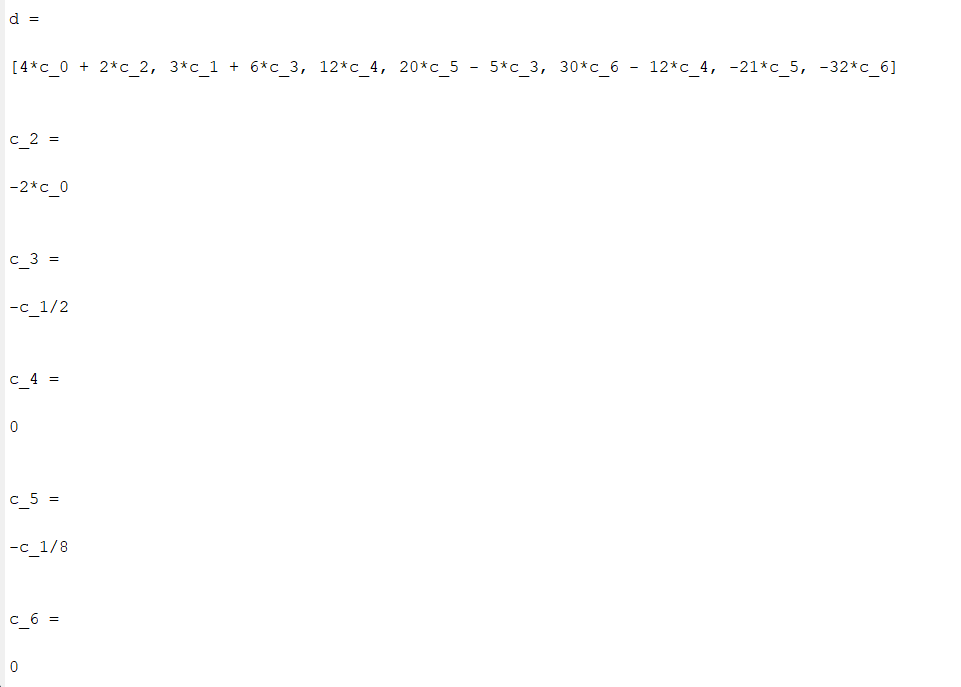 d =
[4*c_0 + 2*c_2, 3*c_1 + 6*c_3, 12*c_4, 20*c_5 - 5*c_3, 30*c_6 - 12*c_4, -21*c_5, -32*c_6]
c_2 =
-2*c_0
c_3 =
-c_1/2
c_4 =
0
c_5 =
-c_1/8
c_6 =
0